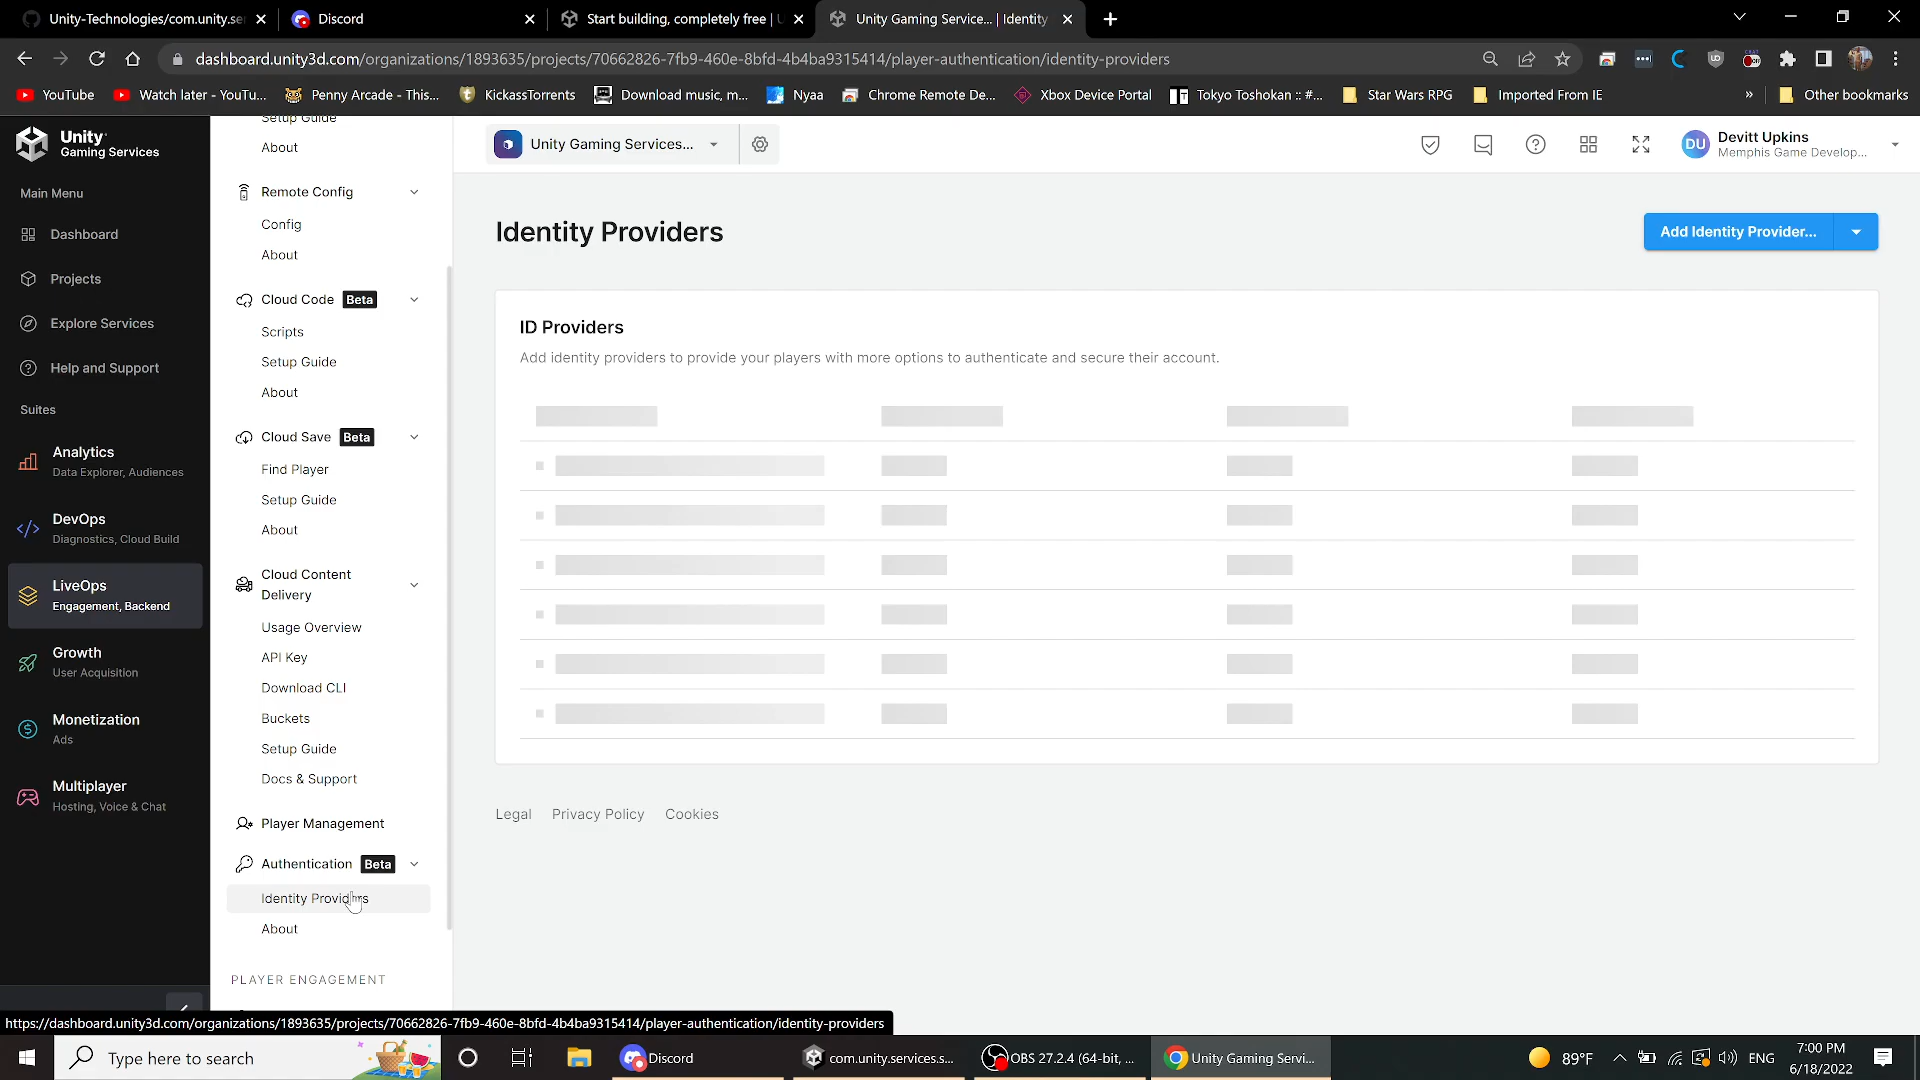 Unity-Technologies/com.unity.se
Discord
Start building, completely free | U
Unity Gaming Service... | Identity
dashboard.unity3d.com/organizations/1893635/projects/70662826-7fb9-460e-8bfd-4b4ba9315414/player-authentication/identity-providers
YouTube
Watch later - YouTu...
Penny Arcade - This...
KickassTorrents
Download music, m...
Nyaa
Chrome Remote De...
Xbox Device Portal
Tokyo Toshokan :: #...
Star Wars RPG
Imported From IE
»
Other bookmarks
Unity
Gaming Services
Main Menu
Dashboard
Projects
Explore Services
Help and Support
Suites
Analytics
Data Explorer, Audiences
DevOps
Diagnostics, Cloud Build
LiveOps
Engagement, Backend
Growth
User Acquisition
Monetization
Ads
Multiplayer
Hosting, Voice & Chat
Setup Guide
About
Remote Config
Config
About
Cloud Code Beta
Scripts
Setup Guide
About
Cloud Save Beta
Find Player
Setup Guide
About
Cloud Content
Delivery
Usage Overview
API Key
Download CLI
Buckets
Setup Guide
Docs & Support
Player Management
Authentication Beta
Identity Providers
About
PLAYER ENGAGEMENT
Unity Gaming Services...
DU
Devitt Upkins
Memphis Game Develop...
Identity Providers
Add Identity Provider...
ID Providers
Add identity providers to provide your players with more options to authenticate and secure their account.
Legal Privacy Policy Cookies
https://dashboard.unity3d.com/organizations/1893635/projects/70662826-7fb9-460e-8bfd-4b4ba9315414/player-authentication/identity-providers
Type here to search
Discord
com.unity.services.s...
OBS 27.2.4 (64-bit, ...
Unity Gaming Servi...
89°F
ENG
7:00 PM
6/18/2022